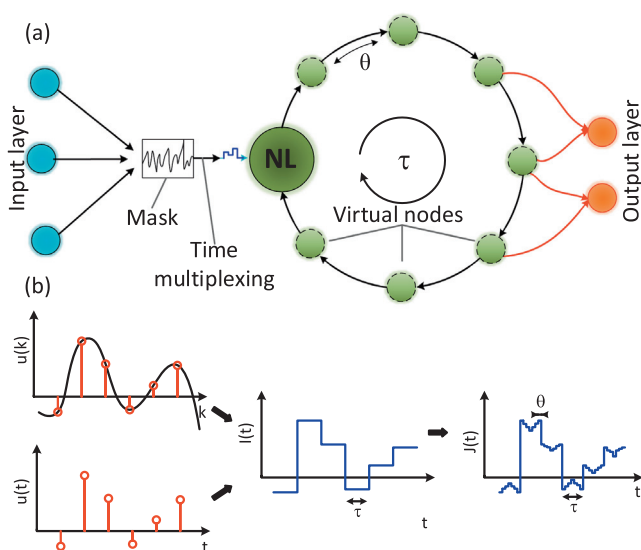 (a)
Input layer
Mask
Time
multiplexing
NL
θ
τ
Virtual nodes
Output layer
(b)
u(k)
k
u(t)
t
I(t)
τ
t
J(t)
θ
τ
t